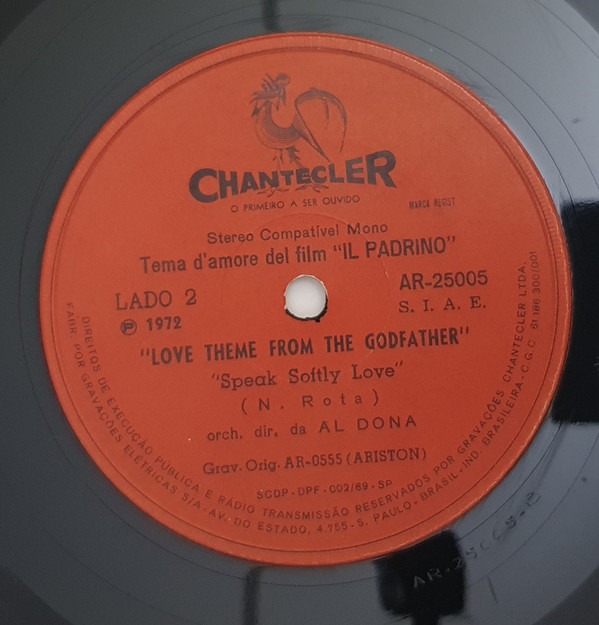 CHANTECLER
O PRIMEIRO A SER OUVIDO
MARCA REGIST
Stereo Compatível Mono
Tema d'amore del film "IL PADRINO"
LADO 2
AR-25005
Ⓟ 1972
S. I. A. E.
"LOVE THEME FROM THE GODFATHER"
"Speak Softly Love"
(N. Rota)
orch. dir. da AL DONA
Grav. Orig. AR-0555 (ARISTON)
SCDP-DPF-002/69-SP
DIREITOS DE EXECUÇÃO PÚBLICA E RÁDIO TRANSMISSÃO RESERVADOS POR GRAVAÇÕES CHANTECLER LTDA.
FABR. POR GRAVAÇÕES ELÉTRICAS S/A-AV. DO ESTADO, 4.755-S. PAULO-BRASIL-IND. BRASILEIRA-C.G.C 61 186 300/001